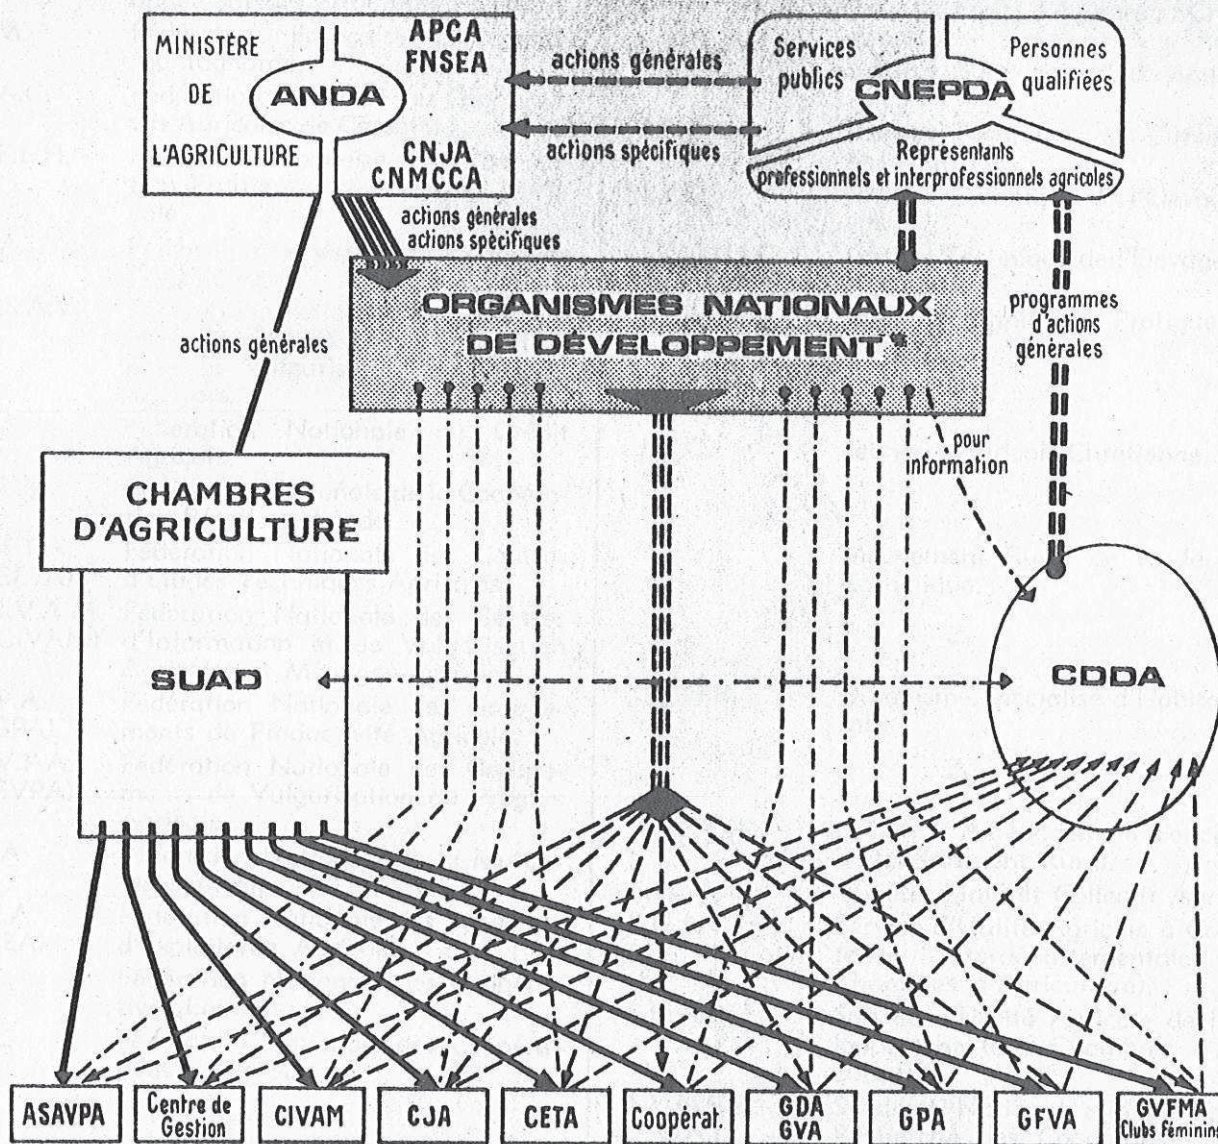 MINISTÈRE
DE
L'AGRICULTURE
ANDA
APCA
FNSEA
CNJA
CNMCCA
actions générales
actions spécifiques
Services
publics
Personnes
qualifiées
CNEPDA
Représentants
professionnels et interprofessionnels agricoles
actions générales
actions spécifiques
ORGANISMES NATIONAUX
DE DÉVELOPPEMENT*
actions générales
programmes
d'actions
générales
pour
information
CHAMBRES
D'AGRICULTURE
SUAD
CDDA
ASAVPA
Centre de
Gestion
CIVAM
CJA
CETA
Coopérat.
GDA
GVA
GPA
GFVA
GVFMA
Clubs Féminins